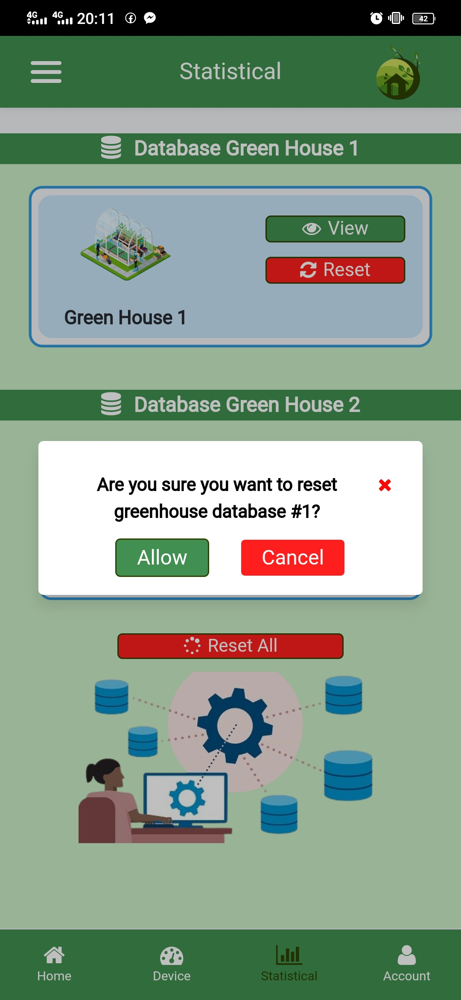 4G 4G 20:11 42
Statistical
Database Green House 1
View
Reset
Green House 1
Database Green House 2
Are you sure you want to reset
greenhouse database #1?
Allow Cancel
Reset All
Home Device Statistical Account